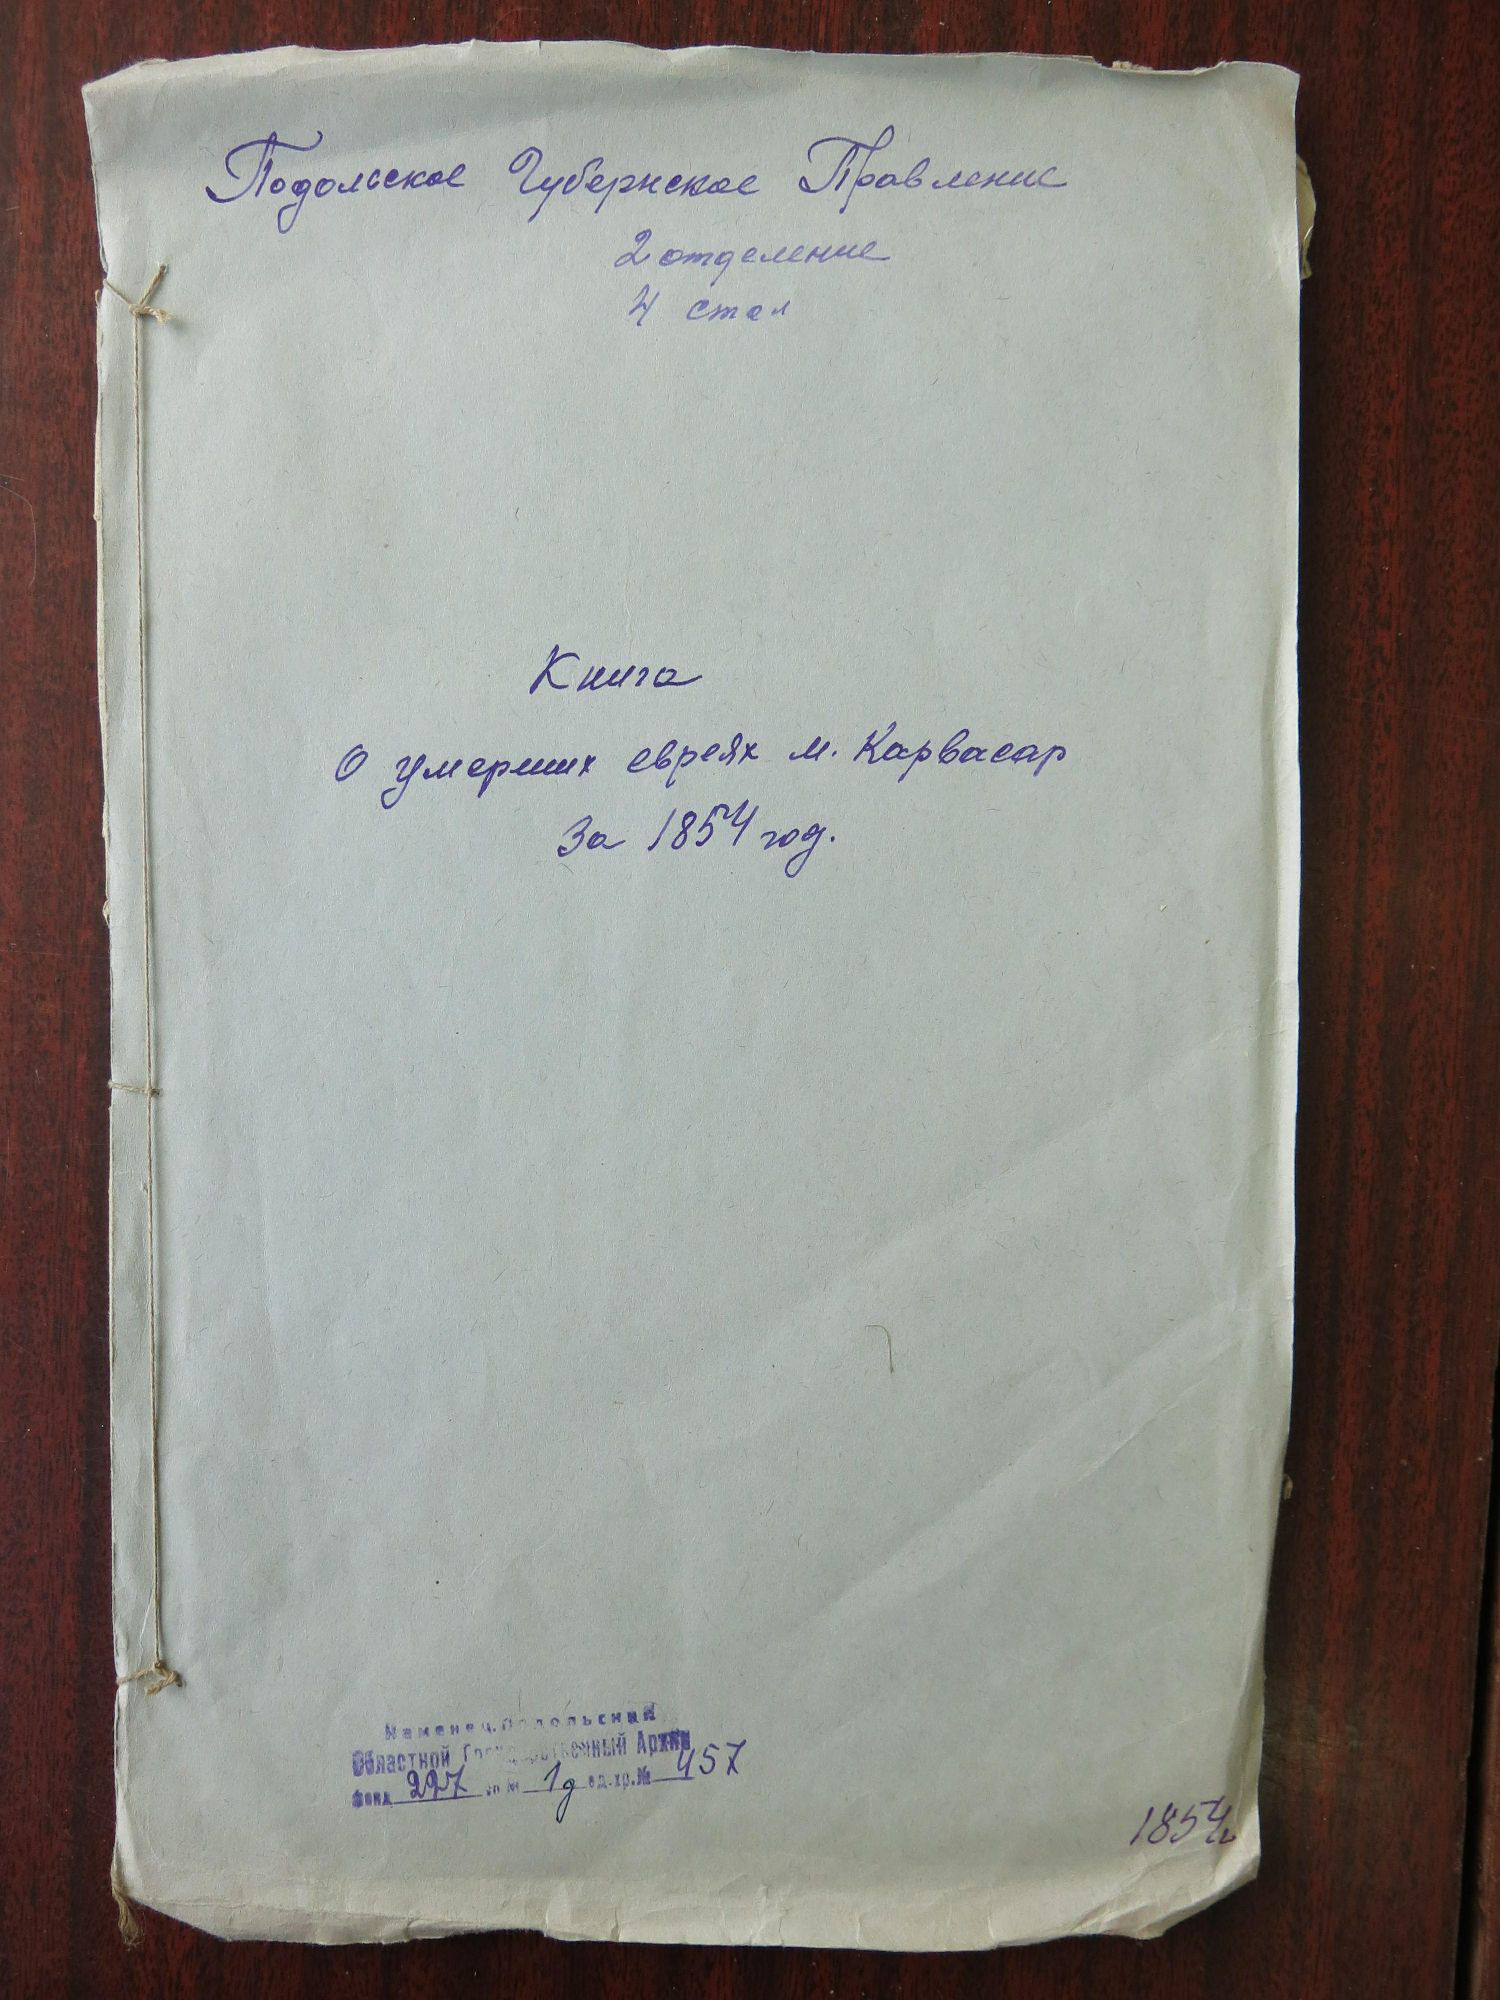 Подольское Губернское Правление
2 отделение
4 стол
Книга
О умерших евреях м. Карвасар
за 1854 год.
Каменец-Подольский
Областной Государственный Архив
фонд 227 оп № 1д ед.хр.№ 457
1854г